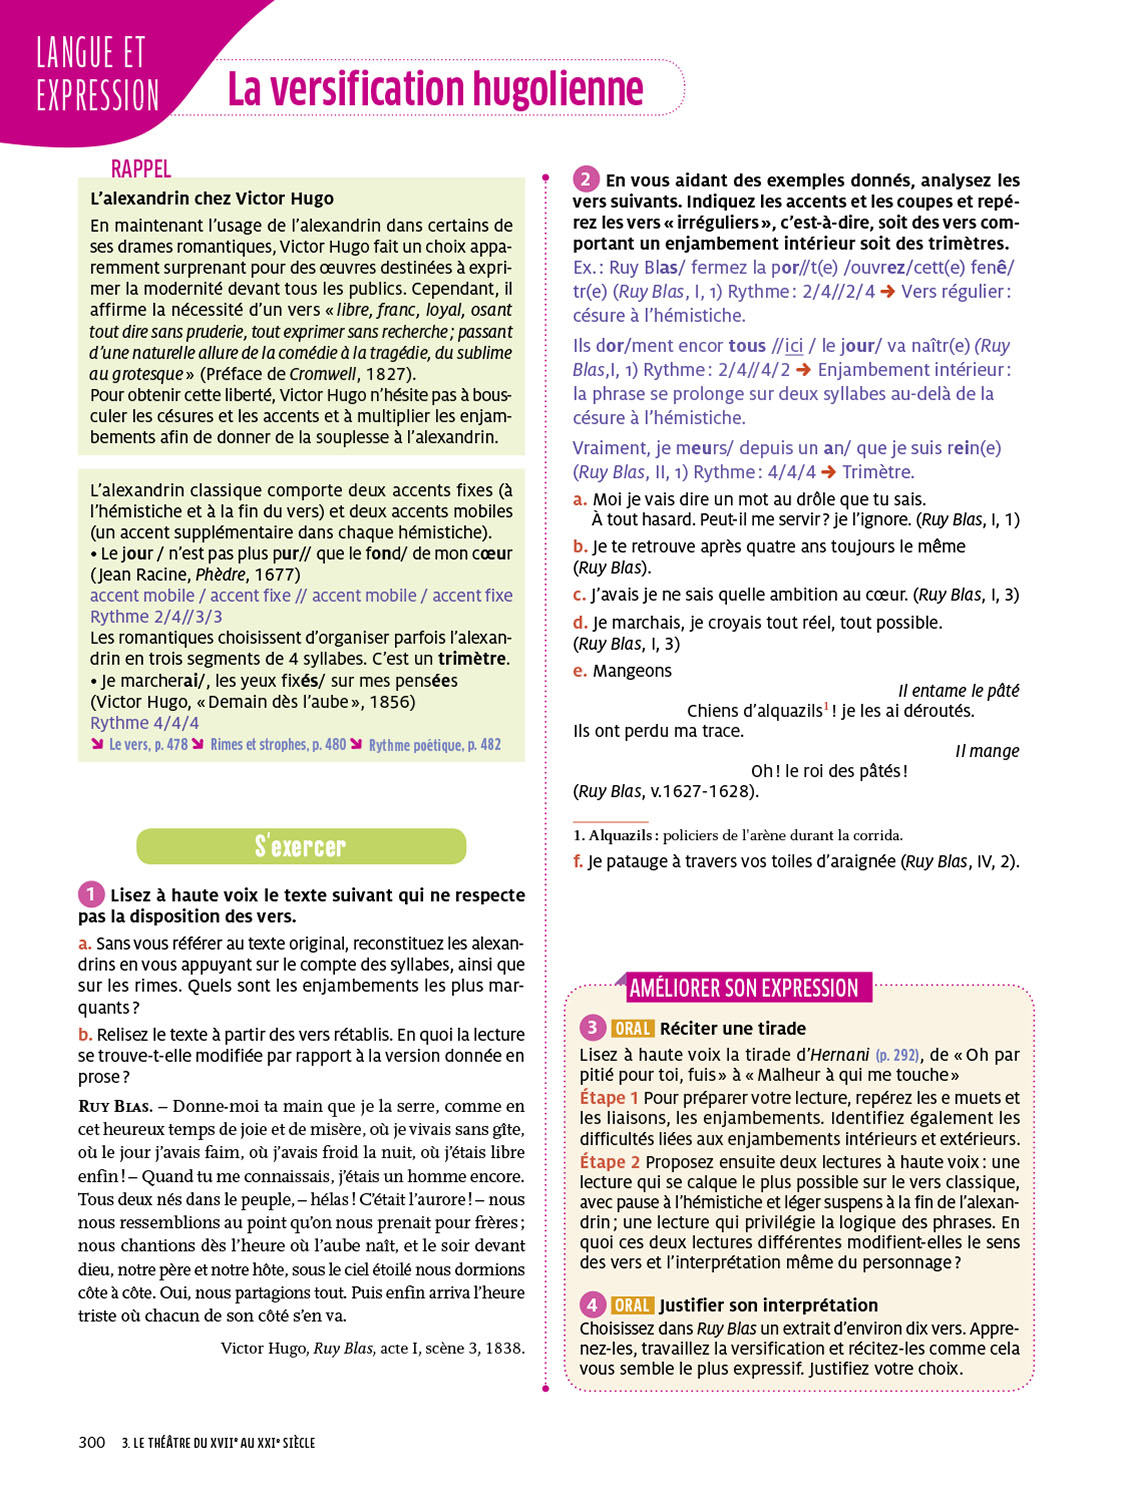 LANGUE ET
EXPRESSION
La versification hugolienne
RAPPEL
L'alexandrin chez Victor Hugo
En maintenant l'usage de l'alexandrin dans certains de
ses drames romantiques, Victor Hugo fait un choix appa-
remment surprenant pour des œuvres destinées à expri-
mer la modernité devant tous les publics. Cependant, il
affirme la nécessité d'un vers « libre, franc, loyal, osant
tout dire sans pruderie, tout exprimer sans recherche ; passant
d'une naturelle allure de la comédie à la tragédie, du sublime
au grotesque » (Préface de Cromwell, 1827).
Pour obtenir cette liberté, Victor Hugo n'hésite pas à bous-
culer les césures et les accents et à multiplier les enjam-
bements afin de donner de la souplesse à l'alexandrin.
L'alexandrin classique comporte deux accents fixes (à
l'hémistiche et à la fin du vers) et deux accents mobiles
(un accent supplémentaire dans chaque hémistiche).
• Le jour / n'est pas plus pur// que le fond/ de mon cœur
(Jean Racine, Phèdre, 1677)
accent mobile / accent fixe // accent mobile / accent fixe
Rythme 2/4//3/3
Les romantiques choisissent d'organiser parfois l'alexan-
drin en trois segments de 4 syllabes. C'est un trimètre.
• Je marcherai/, les yeux fixés/ sur mes pensées
(Victor Hugo, « Demain dès l'aube », 1856)
Rythme 4/4/4
Le vers, p. 478 Rimes et strophes, p. 480 Rythme poétique, p. 482
S'exercer
1 Lisez à haute voix le texte suivant qui ne respecte
pas la disposition des vers.
a. Sans vous référer au texte original, reconstituez les alexan-
drins en vous appuyant sur le compte des syllabes, ainsi que
sur les rimes. Quels sont les enjambements les plus mar-
quants ?
b. Relisez le texte à partir des vers rétablis. En quoi la lecture
se trouve-t-elle modifiée par rapport à la version donnée en
prose ?
RUY BLAS. – Donne-moi ta main que je la serre, comme en
cet heureux temps de joie et de misère, où je vivais sans gîte,
où le jour j'avais faim, où j'avais froid la nuit, où j'étais libre
enfin ! – Quand tu me connaissais, j'étais un homme encore.
Tous deux nés dans le peuple, – hélas ! C'était l'aurore ! – nous
nous ressemblions au point qu'on nous prenait pour frères ;
nous chantions dès l'heure où l'aube naît, et le soir devant
dieu, notre père et notre hôte, sous le ciel étoilé nous dormions
côte à côte. Oui, nous partagions tout. Puis enfin arriva l'heure
triste où chacun de son côté s'en va.
Victor Hugo, Ruy Blas, acte I, scène 3, 1838.
2 En vous aidant des exemples donnés, analysez les
vers suivants. Indiquez les accents et les coupes et repé-
rez les vers « irréguliers », c'est-à-dire, soit des vers com-
portant un enjambement intérieur soit des trimètres.
Ex. : Ruy Blas/ fermez la por//t(e) /ouvrez/cett(e) fenê/
tr(e) (Ruy Blas, I, 1) Rythme : 2/4//2/4 ➔ Vers régulier :
césure à l'hémistiche.
Ils dor/ment encor tous //ici / le jour/ va naîtr(e) (Ruy
Blas,I, 1) Rythme : 2/4//4/2 ➔ Enjambement intérieur :
la phrase se prolonge sur deux syllabes au-delà de la
césure à l'hémistiche.
Vraiment, je meurs/ depuis un an/ que je suis rein(e)
(Ruy Blas, II, 1) Rythme : 4/4/4 ➔ Trimètre.
a. Moi je vais dire un mot au drôle que tu sais.
À tout hasard. Peut-il me servir ? je l'ignore. (Ruy Blas, I, 1)
b. Je te retrouve après quatre ans toujours le même
(Ruy Blas).
c. J'avais je ne sais quelle ambition au cœur. (Ruy Blas, I, 3)
d. Je marchais, je croyais tout réel, tout possible.
(Ruy Blas, I, 3)
e. Mangeons
Il entame le pâté
Chiens d'alquazils1 ! je les ai déroutés.
Ils ont perdu ma trace.
Il mange
Oh ! le roi des pâtés !
(Ruy Blas, v.1627-1628).
1. Alquazils : policiers de l'arène durant la corrida.
f. Je patauge à travers vos toiles d'araignée (Ruy Blas, IV, 2).
AMÉLIORER SON EXPRESSION
3 ORAL Réciter une tirade
Lisez à haute voix la tirade d'Hernani (p. 292), de « Oh par
pitié pour toi, fuis » à « Malheur à qui me touche »
Étape 1 Pour préparer votre lecture, repérez les e muets et
les liaisons, les enjambements. Identifiez également les
difficultés liées aux enjambements intérieurs et extérieurs.
Étape 2 Proposez ensuite deux lectures à haute voix : une
lecture qui se calque le plus possible sur le vers classique,
avec pause à l'hémistiche et léger suspens à la fin de l'alexan-
drin ; une lecture qui privilégie la logique des phrases. En
quoi ces deux lectures différentes modifient-elles le sens
des vers et l'interprétation même du personnage ?
4 ORAL Justifier son interprétation
Choisissez dans Ruy Blas un extrait d'environ dix vers. Appre-
nez-les, travaillez la versification et récitez-les comme cela
vous semble le plus expressif. Justifiez votre choix.
300 3. LE THÉÂTRE DU XVIIe AU XXIe SIÈCLE